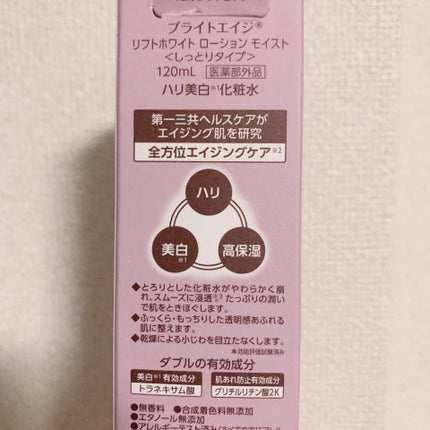 ブライトエイジ®
リフトホワイト ローション モイスト
<しっとりタイプ>
120mL 医薬部外品
ハリ美白※1化粧水
第一三共ヘルスケアが
エイジング肌を研究
全方位エイジングケア※2
ハリ
美白※1
高保湿
◆とろりとした化粧水がやわらかく崩
れ、スムーズに浸透※3 たっぷりの潤い
で肌をときほぐします。
◆ふっくら・もっちりした透明感あふれる
肌に整えます。
◆乾燥による小じわを目立たなくします。
*効能評価試験済み
ダブルの有効成分
美白※1有効成分
トラネキサム酸
肌あれ防止有効成分
グリチルリチン酸2K
●無香料 ●合成着色料無添加
●エタノール無添加
●アレルギーテスト済み